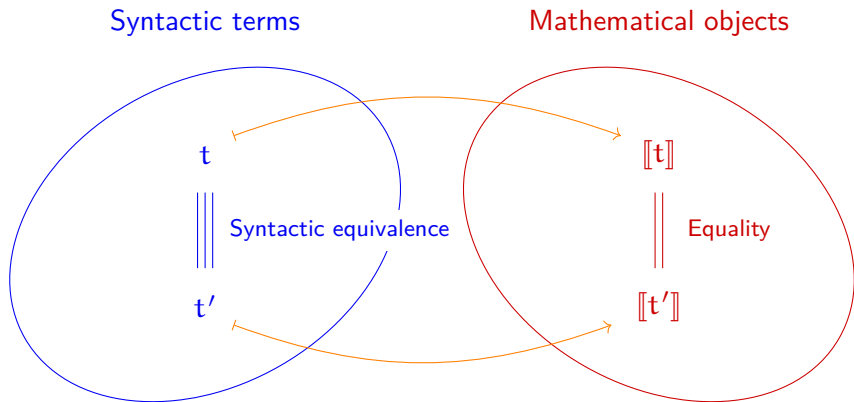 Syntactic terms
Mathematical objects
t
⟦t⟧
Syntactic equivalence
Equality
t′
⟦t′⟧